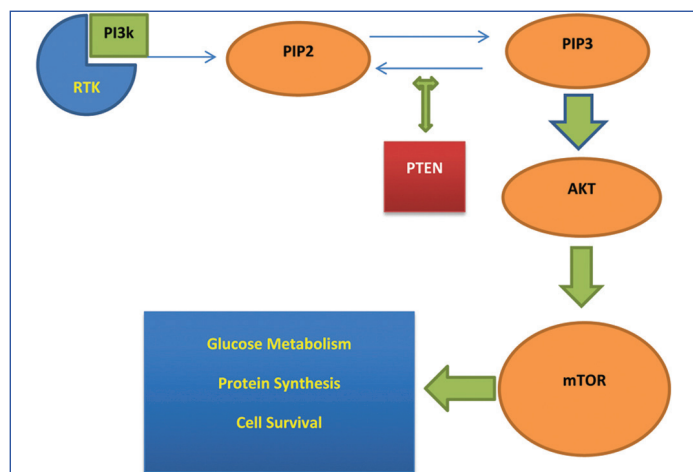 PI3k
RTK
PIP2
PIP3
PTEN
AKT
mTOR
Glucose Metabolism
Protein Synthesis
Cell Survival